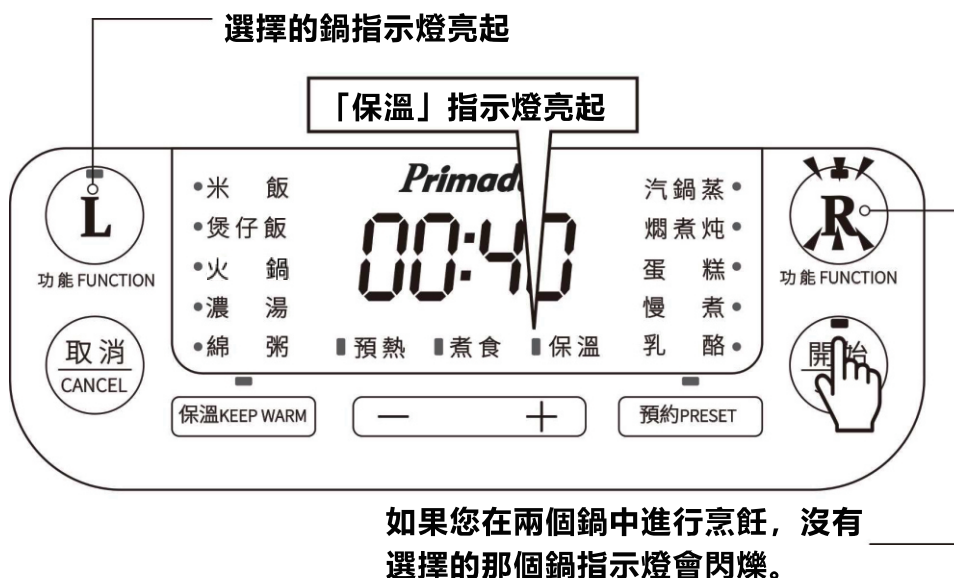 選擇的鍋指示燈亮起
「保溫」指示燈亮起
L
功能 FUNCTION
取消
CANCEL
米飯
煲仔飯
火鍋
濃湯
綿粥
00:40
預熱 煮食 保溫
汽鍋蒸
燜煮炖
蛋糕
慢煮
乳酪
R
功能 FUNCTION
開始
保溫KEEP WARM
− +
預約PRESET
如果您在兩個鍋中進行烹飪，沒有
選擇的那個鍋指示燈會閃爍。